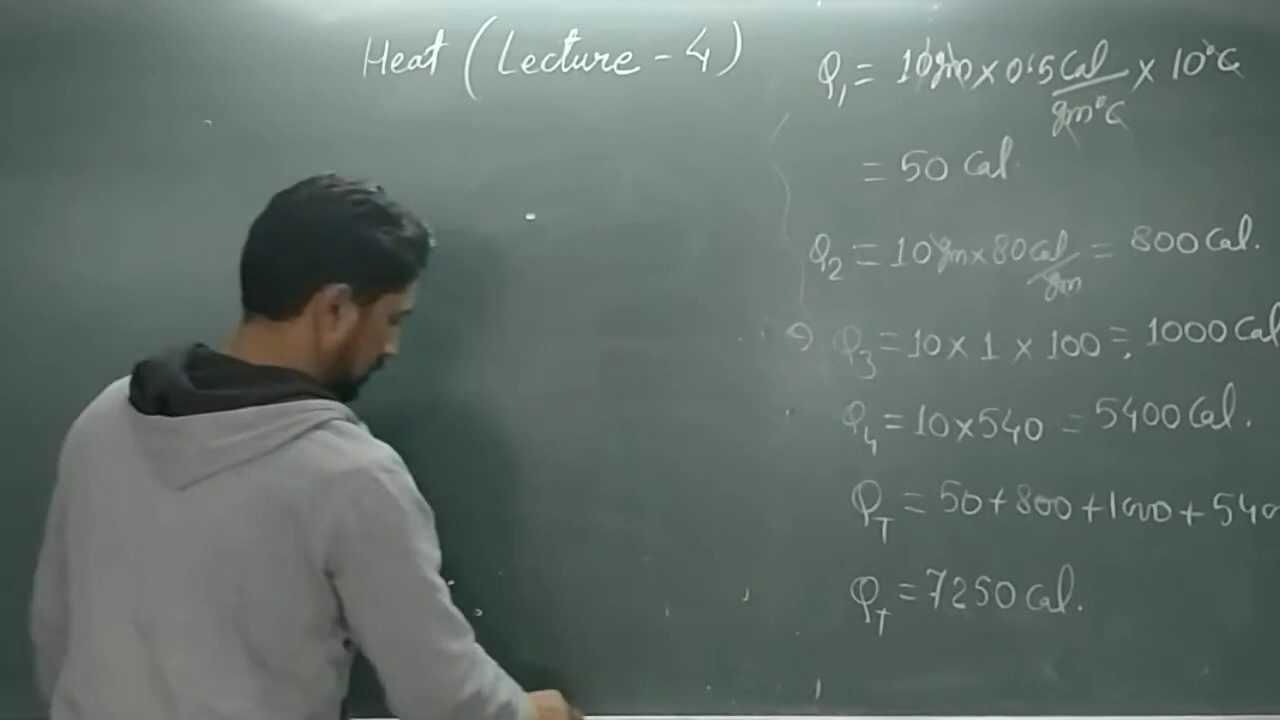 Heat (Lecture - 4)
Q₁ = 10gm × 0.5 Cal/gm°C × 10°C
= 50 Cal
Q₂ = 10gm × 80 Cal/gm = 800 Cal.
Q₃ = 10 × 1 × 100 = 1000 Cal
Q₄ = 10 × 540 = 5400 Cal.
Q_T = 50 + 800 + 1000 + 540
Q_T = 7250 Cal.